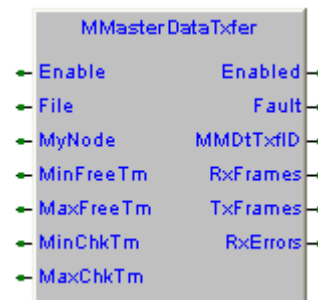 MMasterDataTxfer
Enable Enabled
File Fault
MyNode MMDtTxfID
MinFreeTm RxFrames
MaxFreeTm TxFrames
MinChkTm RxErrors
MaxChkTm